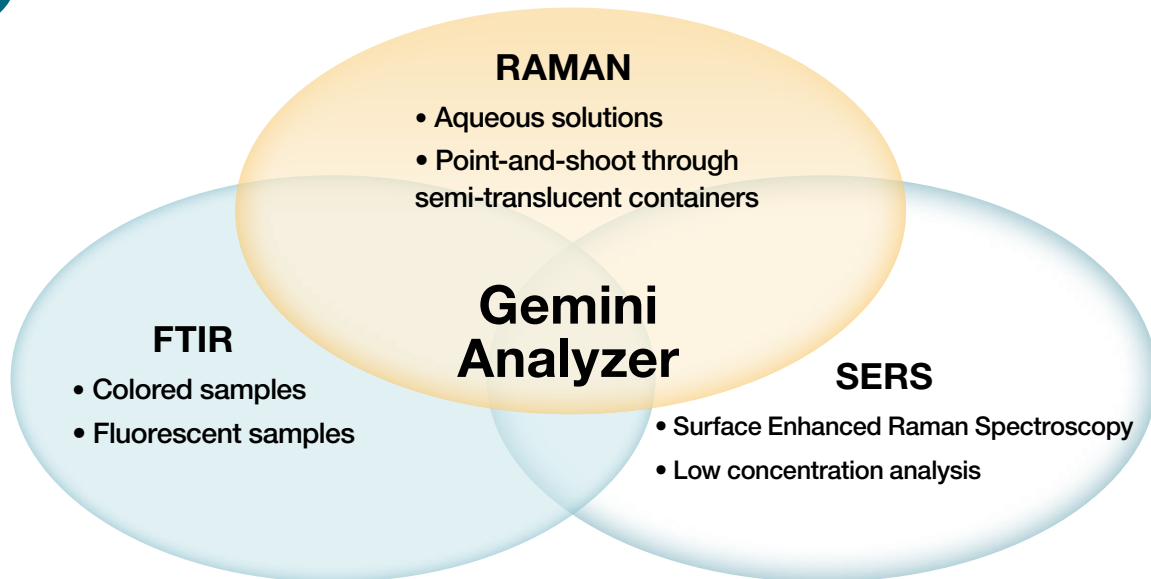 RAMAN
• Aqueous solutions
• Point-and-shoot through
semi-translucent containers
Gemini
Analyzer
FTIR
• Colored samples
• Fluorescent samples
SERS
• Surface Enhanced Raman Spectroscopy
• Low concentration analysis